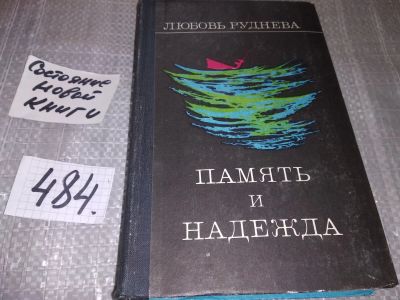 Состояние
новой
книги
484.
ЛЮБОВЬ РУДНЕВА
ПАМЯТЬ
И
НАДЕЖДА